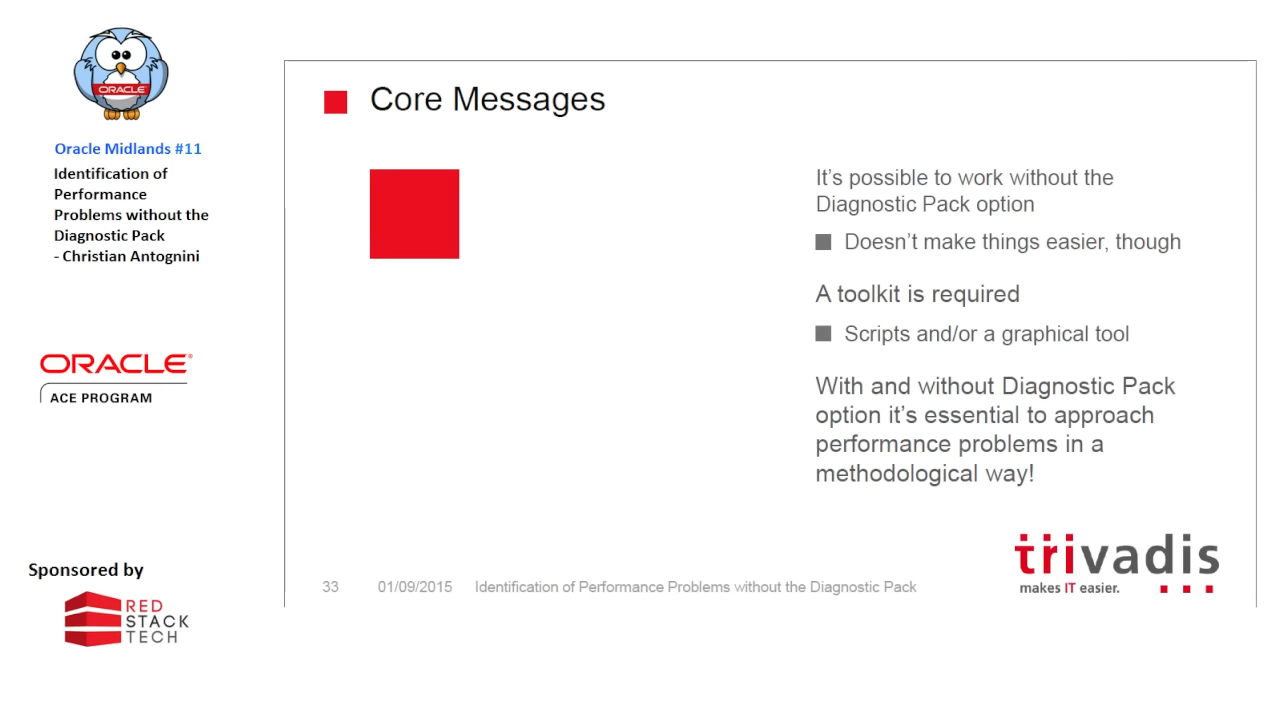 ORACLE
Oracle Midlands #11
Identification of
Performance
Problems without the
Diagnostic Pack
- Christian Antognini
ORACLE®
ACE PROGRAM
Sponsored by
RED
STACK
TECH
Core Messages
It's possible to work without the
Diagnostic Pack option
Doesn't make things easier, though
A toolkit is required
Scripts and/or a graphical tool
With and without Diagnostic Pack
option it's essential to approach
performance problems in a
methodological way!
trivadis
makes IT easier.
33 01/09/2015 Identification of Performance Problems without the Diagnostic Pack